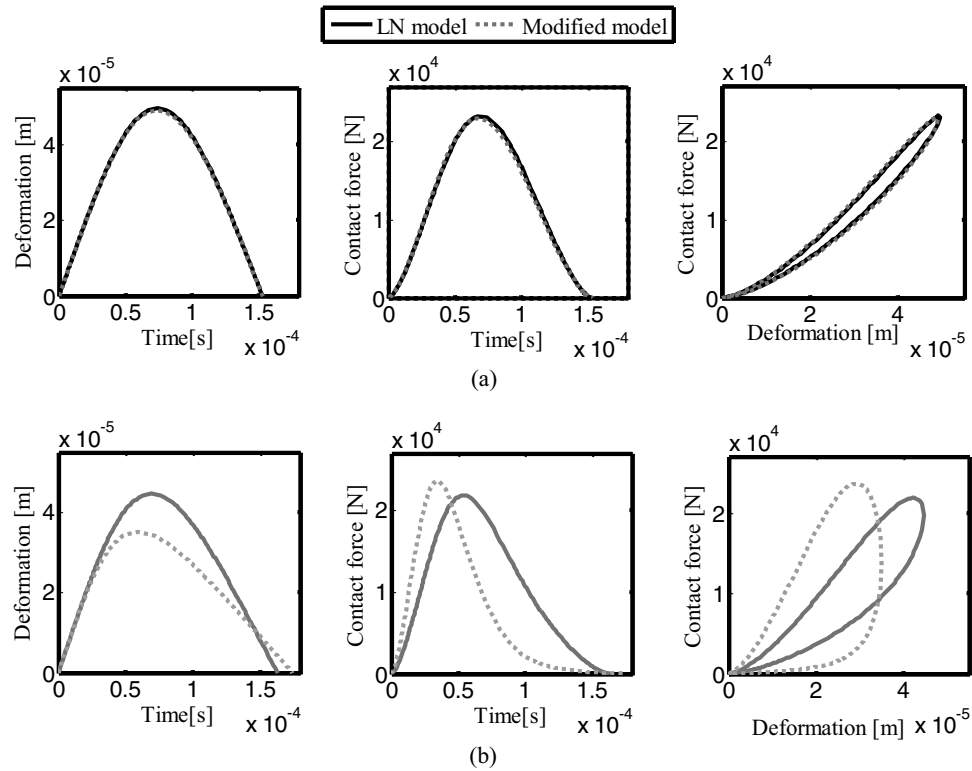 LN model Modified model
x 10^-5
Deformation [m]
4
2
0
0 0.5 1 1.5
Time[s]
x 10^-4
x 10^4
Contact force [N]
2
1
0
0 0.5 1 1.5
Time[s]
x 10^-4
x 10^4
Contact force [N]
2
1
0
0 2 4
Deformation [m]
x 10^-5
(a)
x 10^-5
Deformation [m]
4
2
0
0 0.5 1 1.5
Time[s]
x 10^-4
x 10^4
Contact force [N]
2
1
0
0 0.5 1 1.5
Time[s]
x 10^-4
x 10^4
Contact force [N]
2
1
0
0 2 4
Deformation [m] x 10^-5
(b)